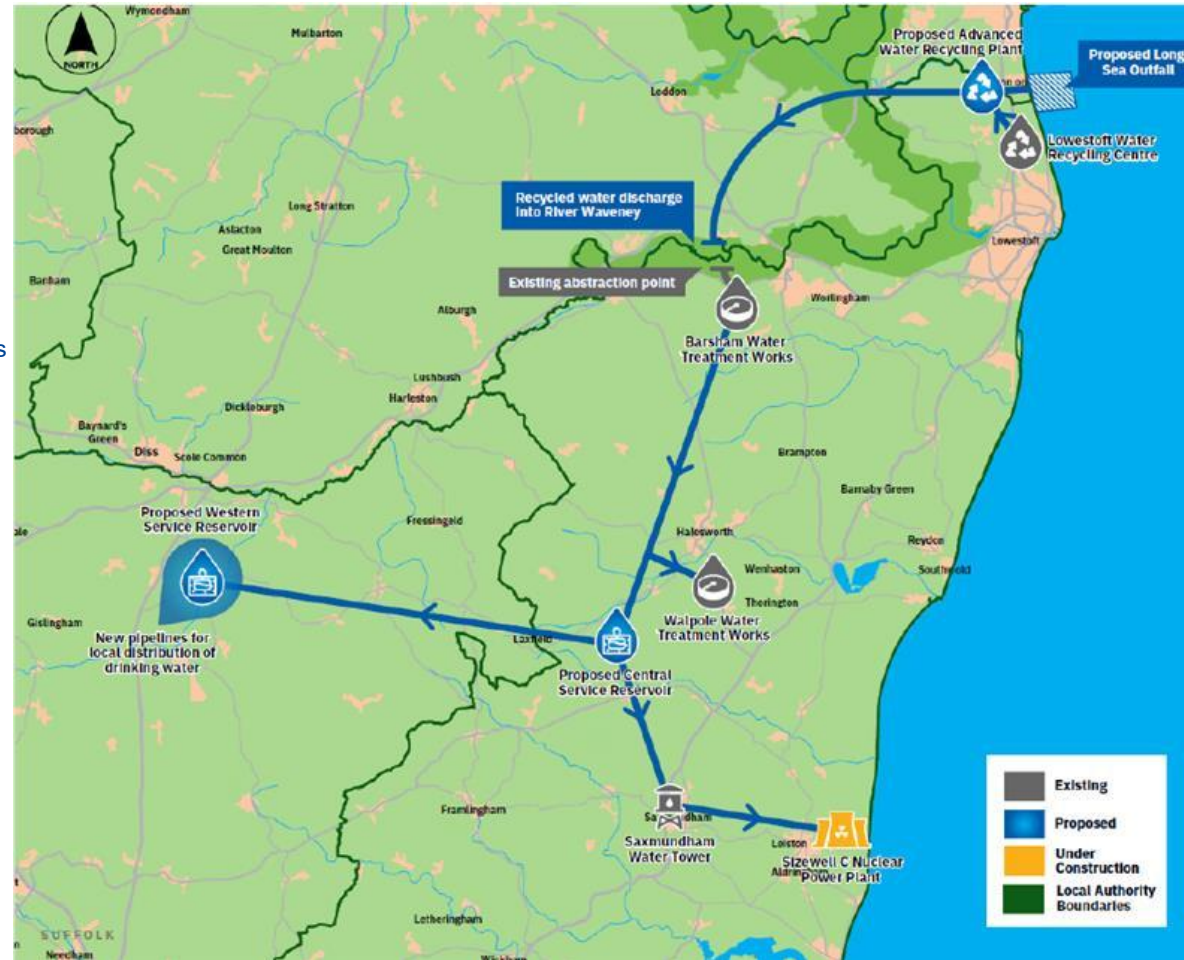 Wymondham
Mulbarton
NORTH
Proposed Advanced
Water Recycling Plant
Proposed Long
Sea Outfall
Loddon
borough
Lowestoft Water
Recycling Centre
Recycled water discharge
into River Waveney
Long Stratton
Aslacton
Great Moulton
Lowestoft
Banham
Existing abstraction point
Worlingham
Alburgh
Barsham Water
Treatment Works
s
Lushbush
Harleston
Dickleburgh
Baynard's
Green
Diss
Scole Common
Brampton
Barnaby Green
Proposed Western
Service Reservoir
Fressingeld
Halesworth
Reydon
Wenhaston
Southwold
Thorington
Gislingham
Walpole Water
Treatment Works
New pipelines for
local distribution of
drinking water
Laxfield
Proposed Central
Service Reservoir
Existing
Proposed
Under
Construction
Local Authority
Boundaries
Framlingham
Saxmundham
Water Tower
Leiston
Sizewell C Nuclear
Power Plant
Letheringham
SUFFOLK
Needham